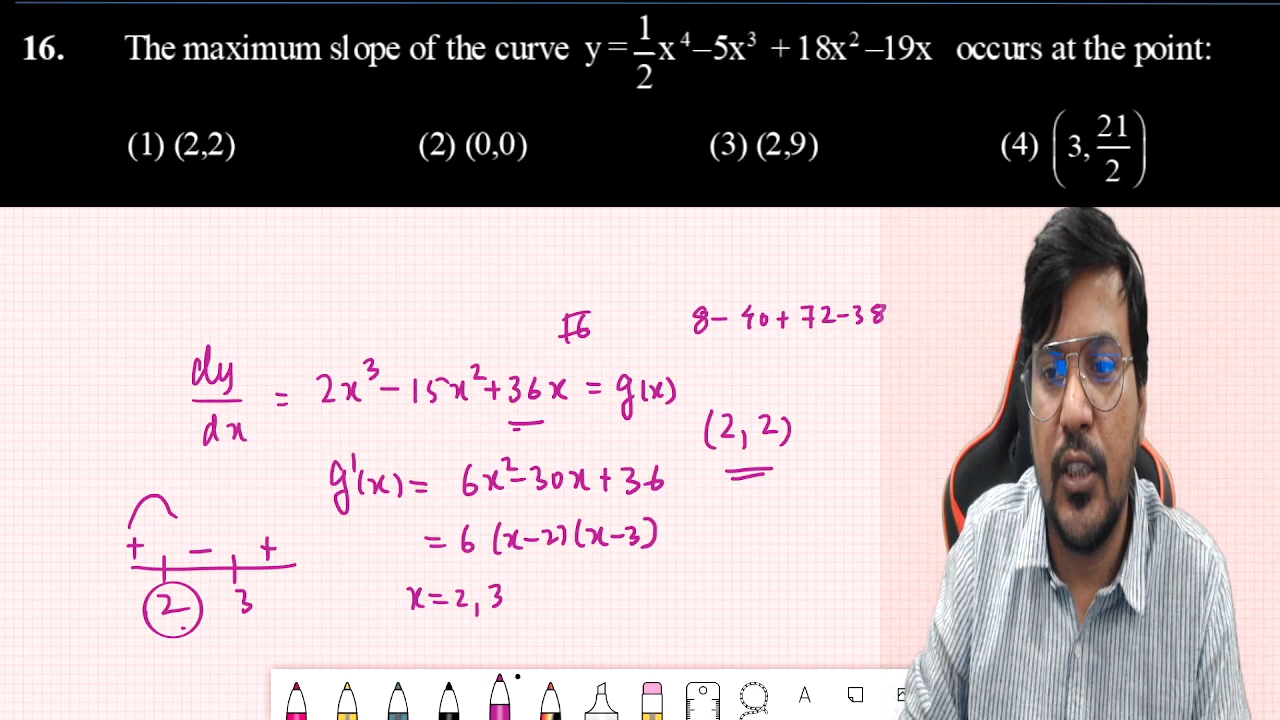 16. The maximum slope of the curve y = 1/2 x⁴ – 5x³ + 18x² – 19x occurs at the point:
(1) (2,2) (2) (0,0) (3) (2,9) (4) (3, 21/2)
16 8 – 40 + 72 – 38
dy/dx = 2x³ – 15x² + 36x = g(x)
(2, 2)
g'(x) = 6x² – 30x + 36
= 6 (x–2)(x–3)
+ – +
2 3
x = 2, 3
A